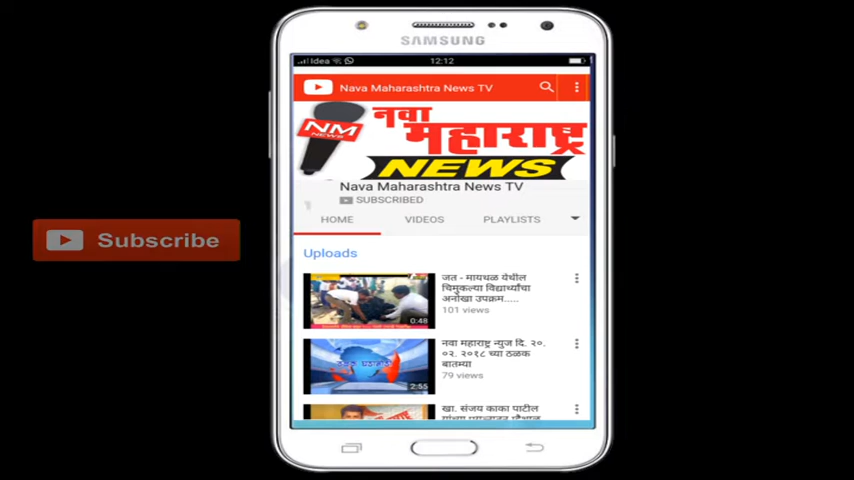 SAMSUNG
Idea
12:12
Nava Maharashtra News TV
NM
NEWS
नवा
महाराष्ट्र
NEWS
Nava Maharashtra News TV
SUBSCRIBED
HOME VIDEOS PLAYLISTS
Subscribe
Uploads
जत - मायथळ येथील
चिमुकल्या विद्यार्थ्यांचा
अनोखा उपक्रम.....
101 views
0:48
नवा महाराष्ट्र न्युज दि. २०.
०२. २०१८ च्या ठळक
बातम्या
79 views
2:55
खा. संजय काका पाटील